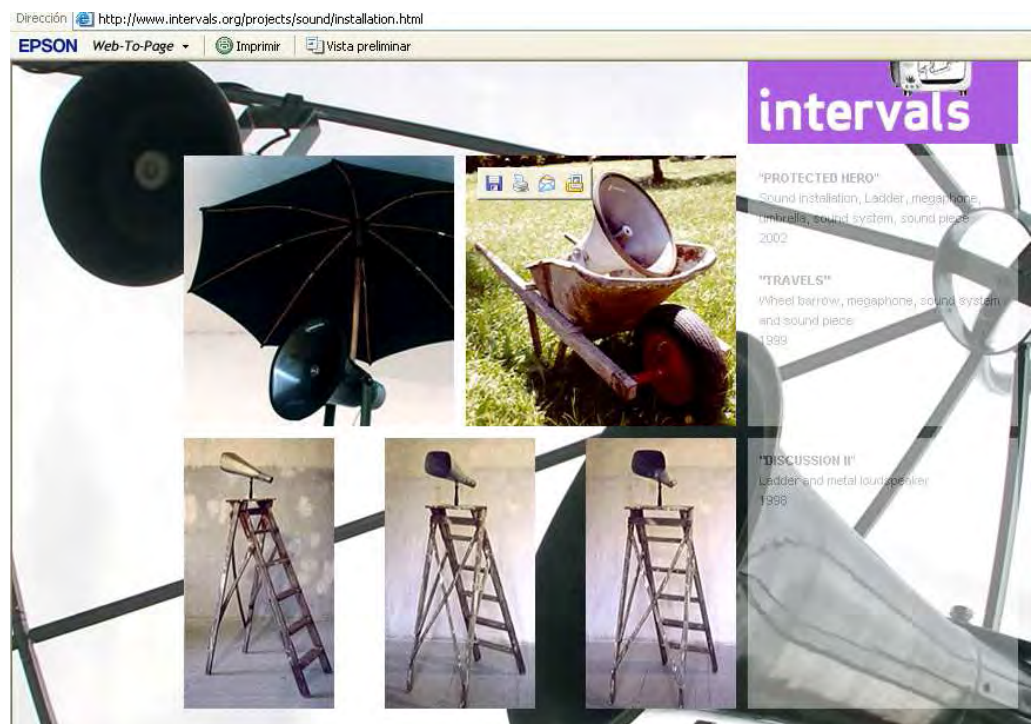 Dirección http://www.intervals.org/projects/sound/installation.html
EPSON Web-To-Page Imprimir Vista preliminar
intervals
"PROTECTED HERO"
Sound installation, Ladder, megaphone,
umbrella, sound system, sound piece
2002
"TRAVELS"
Wheel barrow, megaphone, sound system
and sound piece
1999
"DISCUSSION II"
Ladder and metal loudspeaker
1998